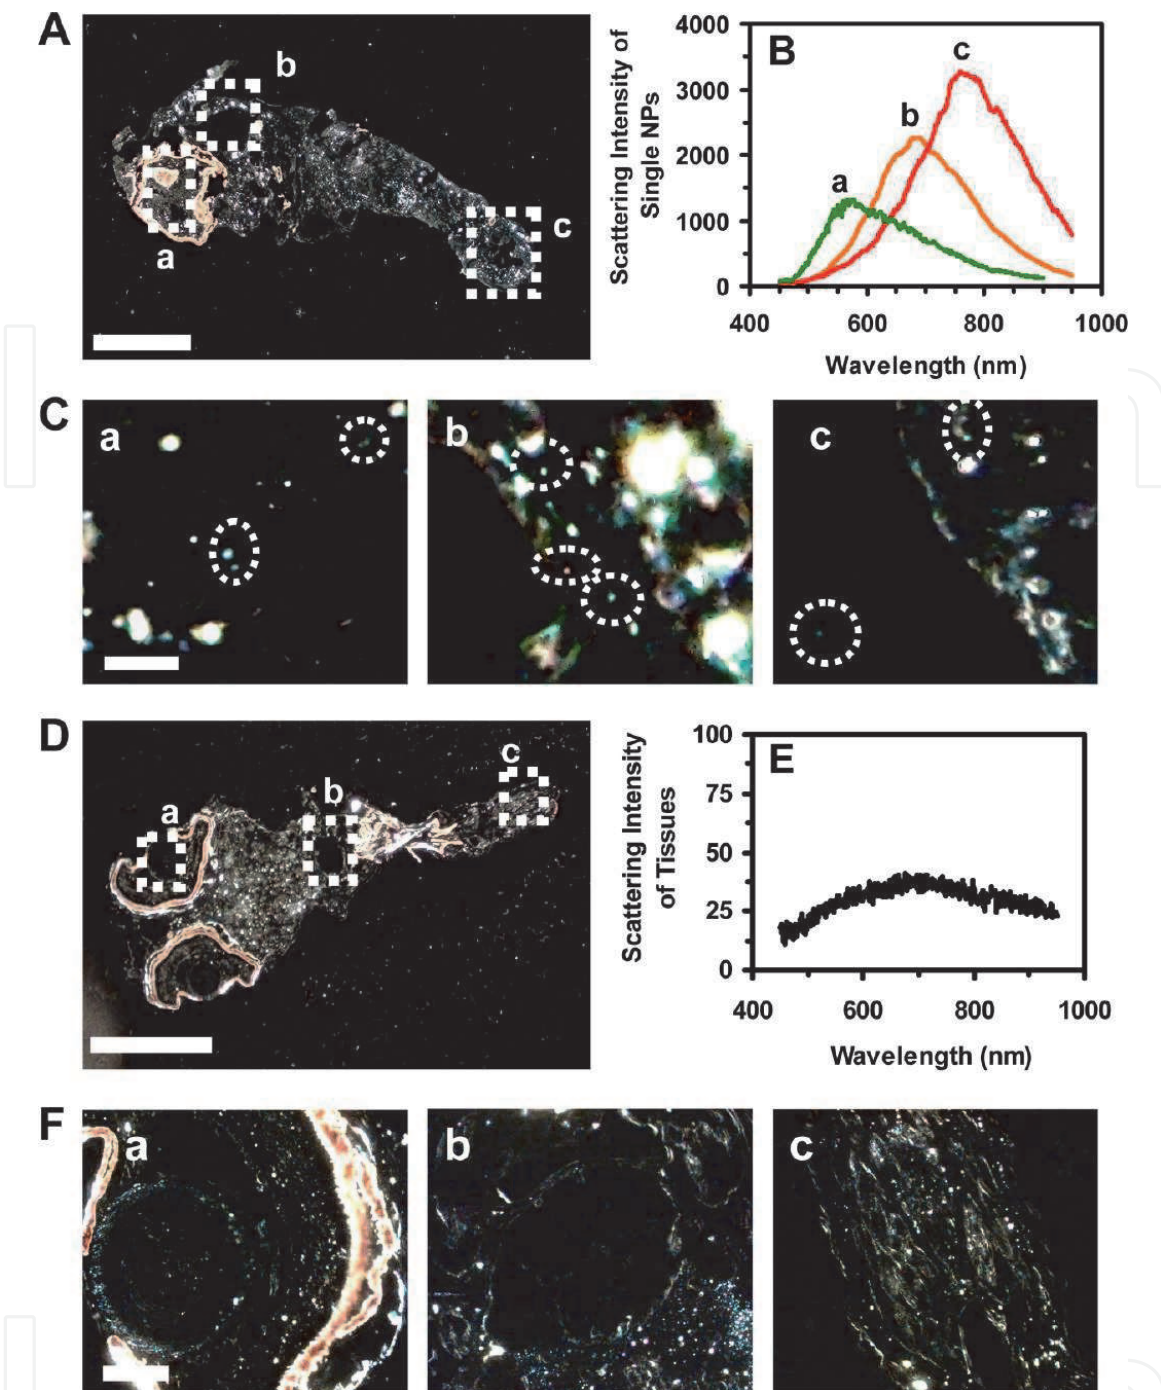 A
b
a
c
Scattering Intensity of
Single NPs
4000
3000
2000
1000
0
B
a
b
c
400
600
800
1000
Wavelength (nm)
C
a
b
c
D
a
b
c
Scattering Intensity
of Tissues
100
75
50
25
0
E
400
600
800
1000
Wavelength (nm)
F
a
b
c